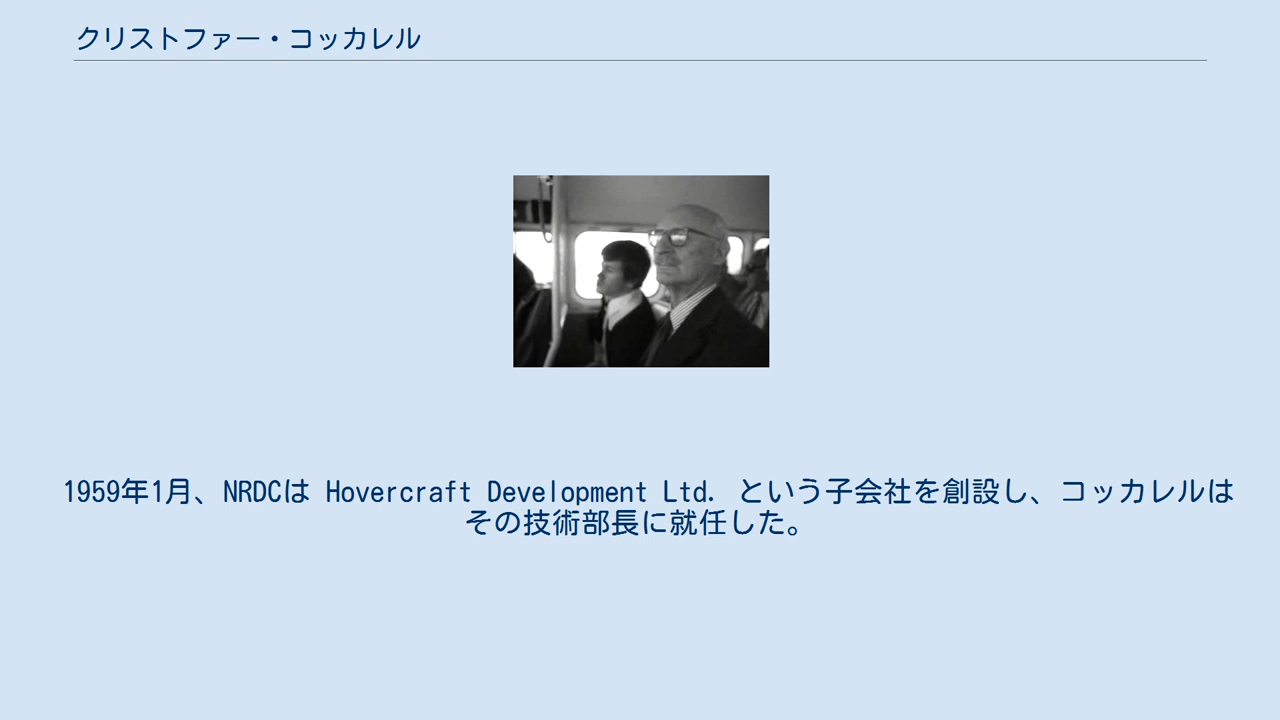 クリストファー・コッカレル
1959年1月、NRDCは Hovercraft Development Ltd. という子会社を創設し、コッカレルは
その技術部長に就任した。